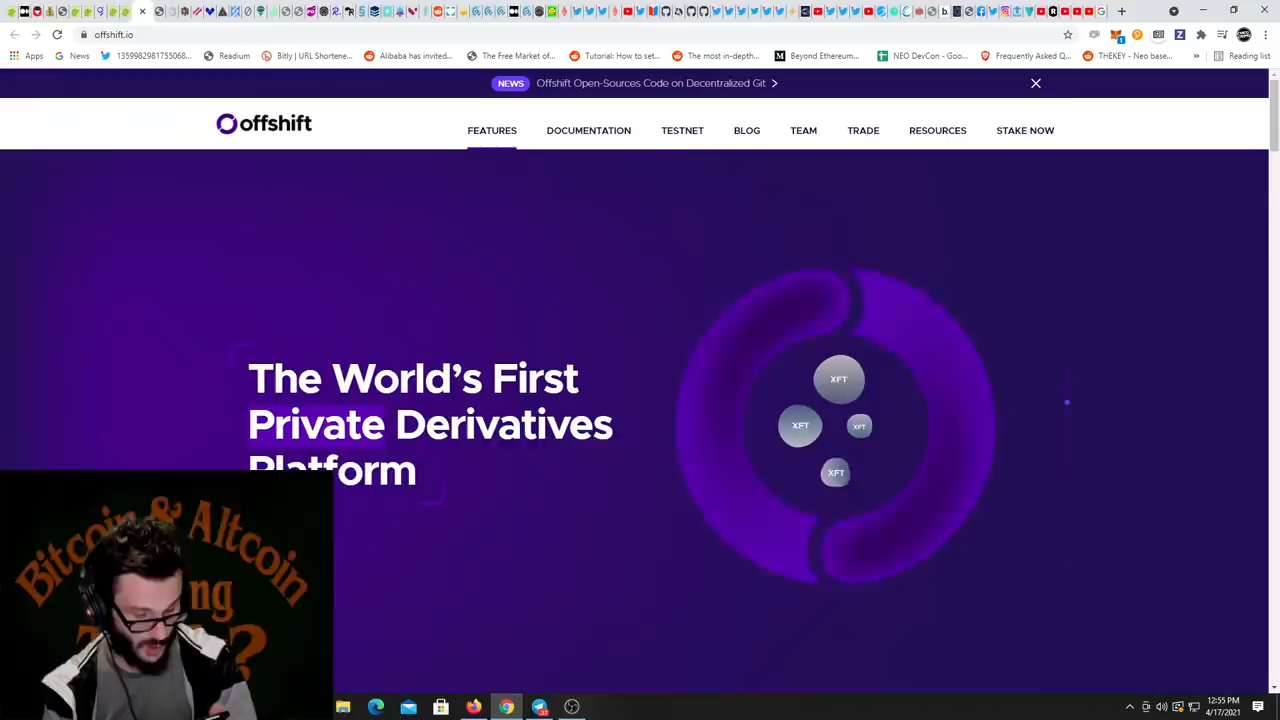 offshift.io
Apps
News
13599829817550​68...
Readium
Bitly | URL Shortene...
Alibaba has invited...
The Free Market of...
Tutorial: How to set...
The most in-depth...
Beyond Ethereum...
NEO DevCon - Goo...
Frequently Asked Q...
THEKEY - Neo base...
»
Reading list
NEWS Offshift Open-Sources Code on Decentralized Git >
offshift
FEATURES
DOCUMENTATION
TESTNET
BLOG
TEAM
TRADE
RESOURCES
STAKE NOW
The World's First
Private Derivatives
Platform
XFT
XFT
XFT
XFT
Bitcoin & Altcoin
?
12:55 PM
4/17/2021